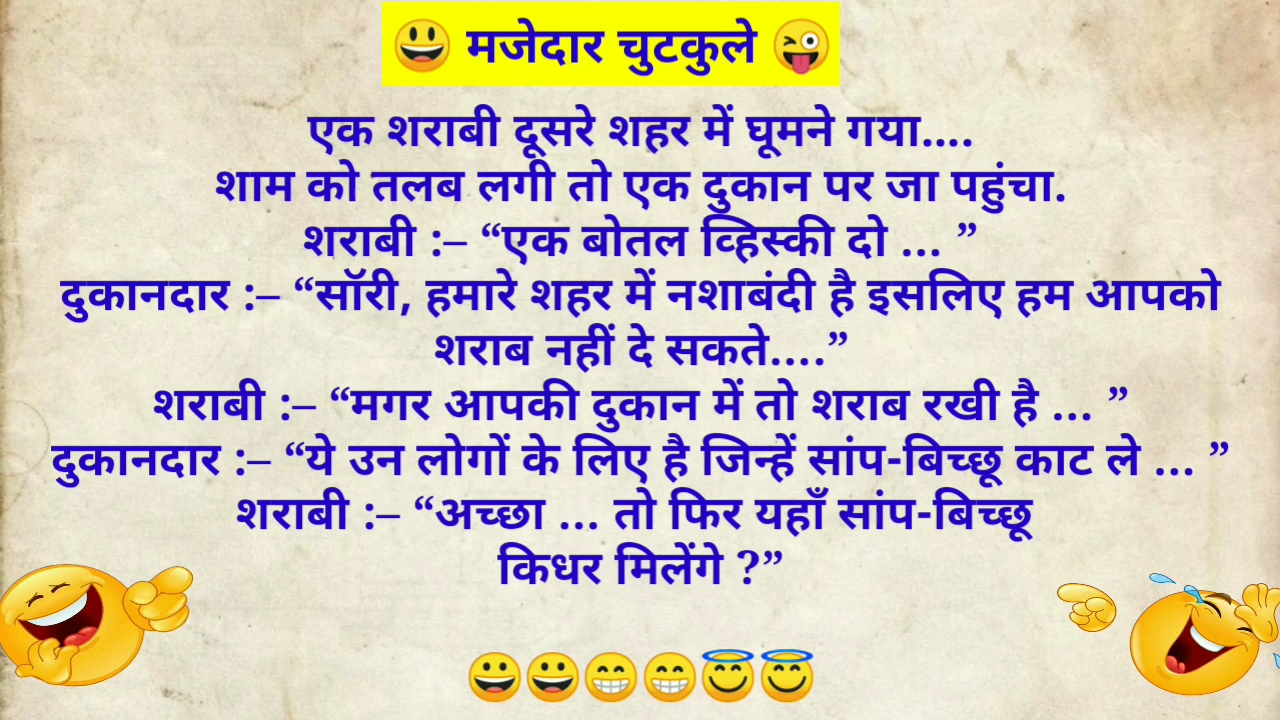 😃 मजेदार चुटकुले 😜
एक शराबी दूसरे शहर में घूमने गया....
शाम को तलब लगी तो एक दुकान पर जा पहुंचा.
शराबी :– “एक बोतल व्हिस्की दो ... ”
दुकानदार :– “सॉरी, हमारे शहर में नशाबंदी है इसलिए हम आपको
शराब नहीं दे सकते....”
शराबी :– “मगर आपकी दुकान में तो शराब रखी है ... ”
दुकानदार :– “ये उन लोगों के लिए है जिन्हें सांप-बिच्छू काट ले ... ”
शराबी :– “अच्छा ... तो फिर यहाँ सांप-बिच्छू
किधर मिलेंगे ?”
😀😀😁😁😇😇